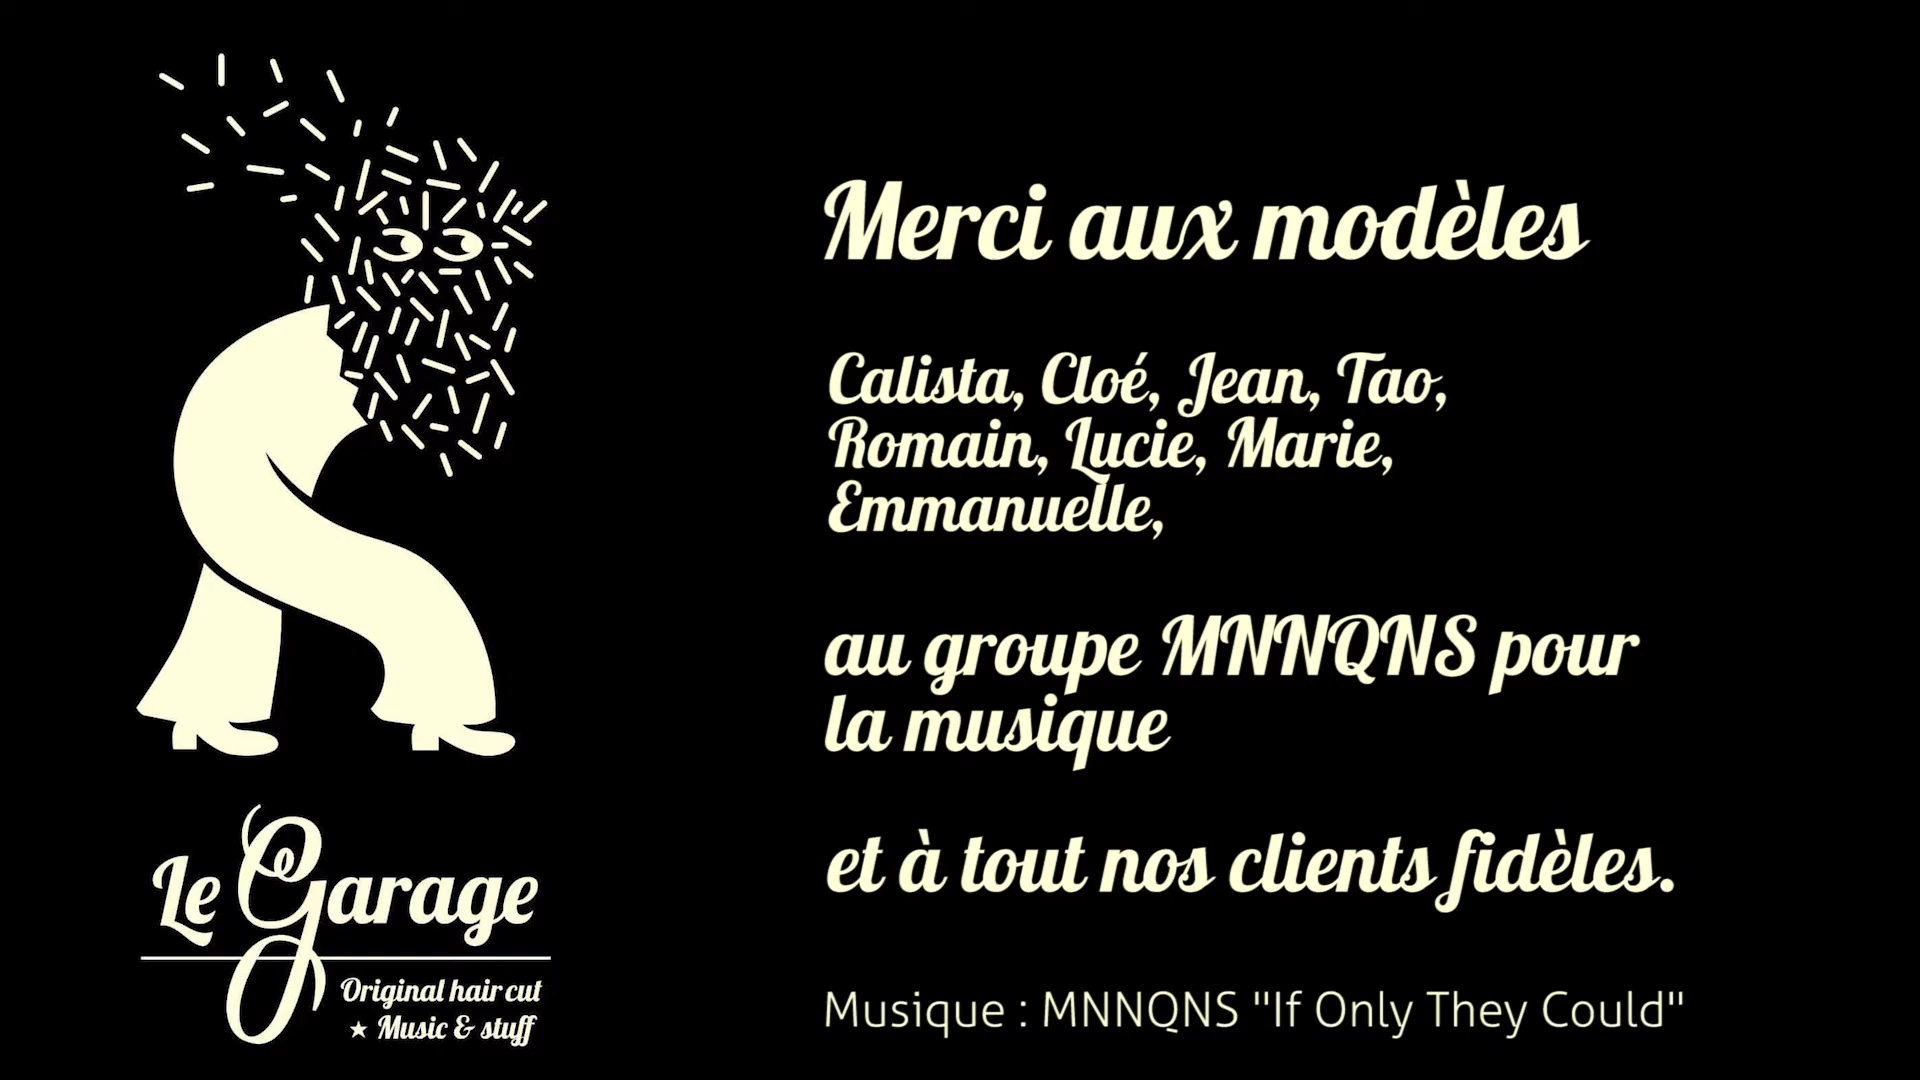 Merci aux modèles
Calista, Cloé, Jean, Tao,
Romain, Lucie, Marie,
Emmanuelle,
au groupe MNNQNS pour
la musique
et à tout nos clients fidèles.
Musique : MNNQNS "If Only They Could"
Le Garage
Original hair cut
★ Music & stuff